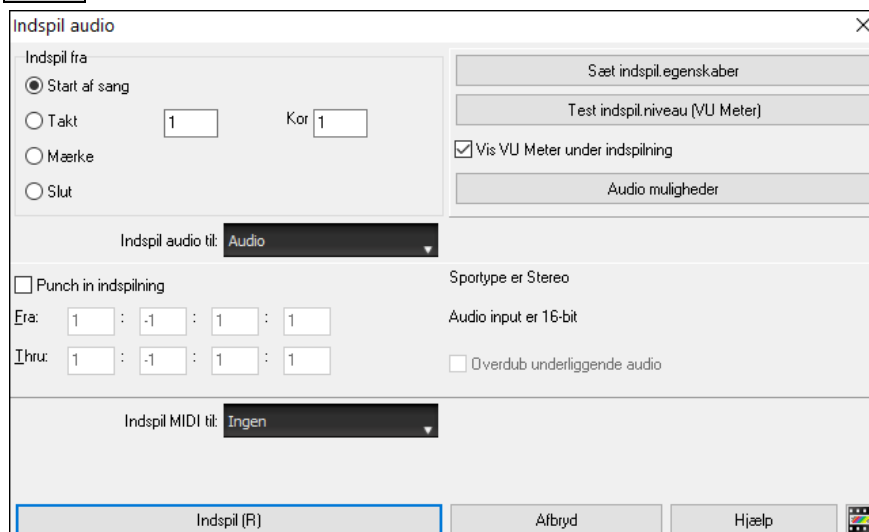 Indspil audio
Indspil fra
Start af sang
Takt 1 Kor 1
Mærke
Slut
Sæt indspil.egenskaber
Test indspil.niveau (VU Meter)
Vis VU Meter under indspilning
Audio muligheder
Indspil audio til: Audio
Punch in indspilning
Fra: 1 : -1 : 1 : 1
Thru: 1 : -1 : 1 : 1
Sportype er Stereo
Audio input er 16-bit
Overdub underliggende audio
Indspil MIDI til: Ingen
Indspil (R) Afbryd Hjælp